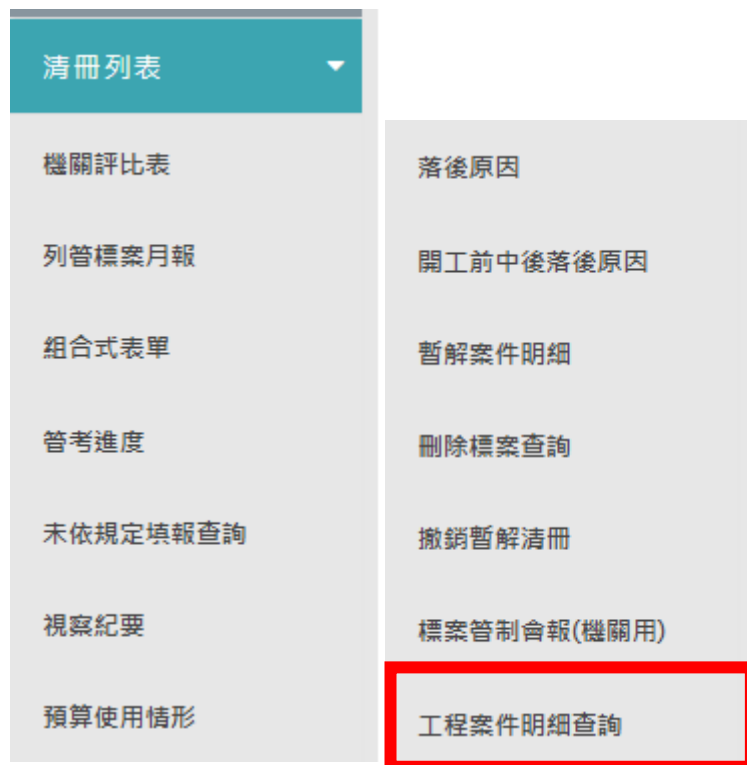 清冊列表
機關評比表
列管標案月報
組合式表單
管考進度
未依規定填報查詢
視察紀要
預算使用情形
落後原因
開工前中後落後原因
暫解案件明細
刪除標案查詢
撤銷暫解清冊
標案管制會報(機關用)
工程案件明細查詢